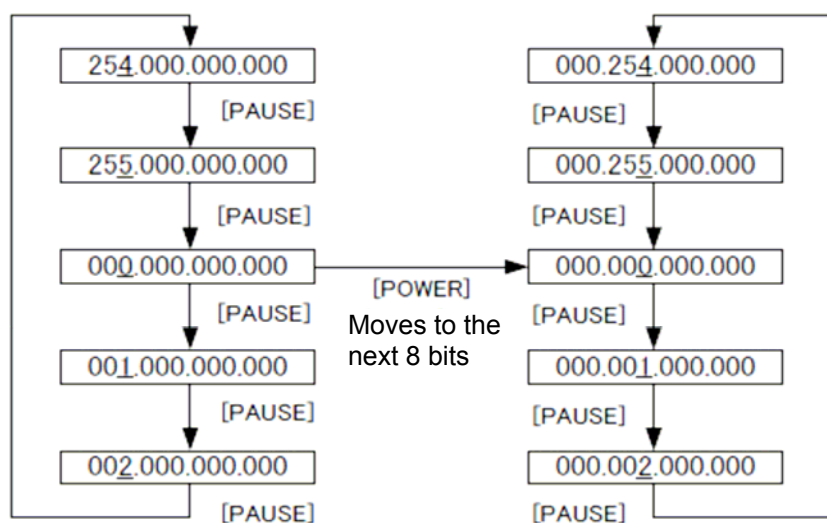 254.000.000.000
[PAUSE]
255.000.000.000
[PAUSE]
000.000.000.000
[PAUSE]
001.000.000.000
[PAUSE]
002.000.000.000
[PAUSE]
[POWER]
Moves to the
next 8 bits
000.254.000.000
[PAUSE]
000.255.000.000
[PAUSE]
000.000.000.000
[PAUSE]
000.001.000.000
[PAUSE]
000.002.000.000
[PAUSE]